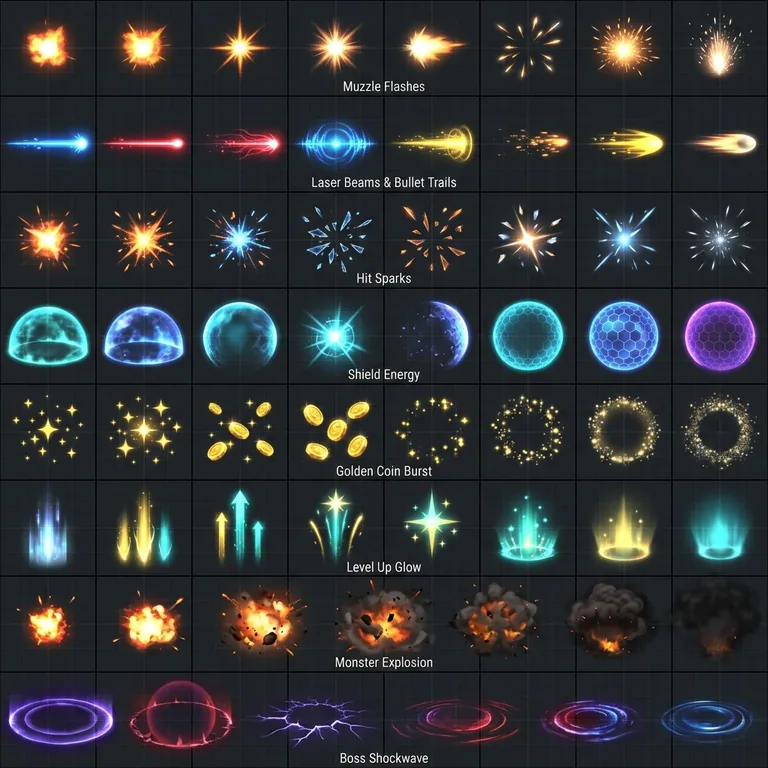 Muzzle Flashes
Laser Beams & Bullet Trails
Hit Sparks
Shield Energy
Golden Coin Burst
Level Up Glow
Monster Explosion
Boss Shockwave